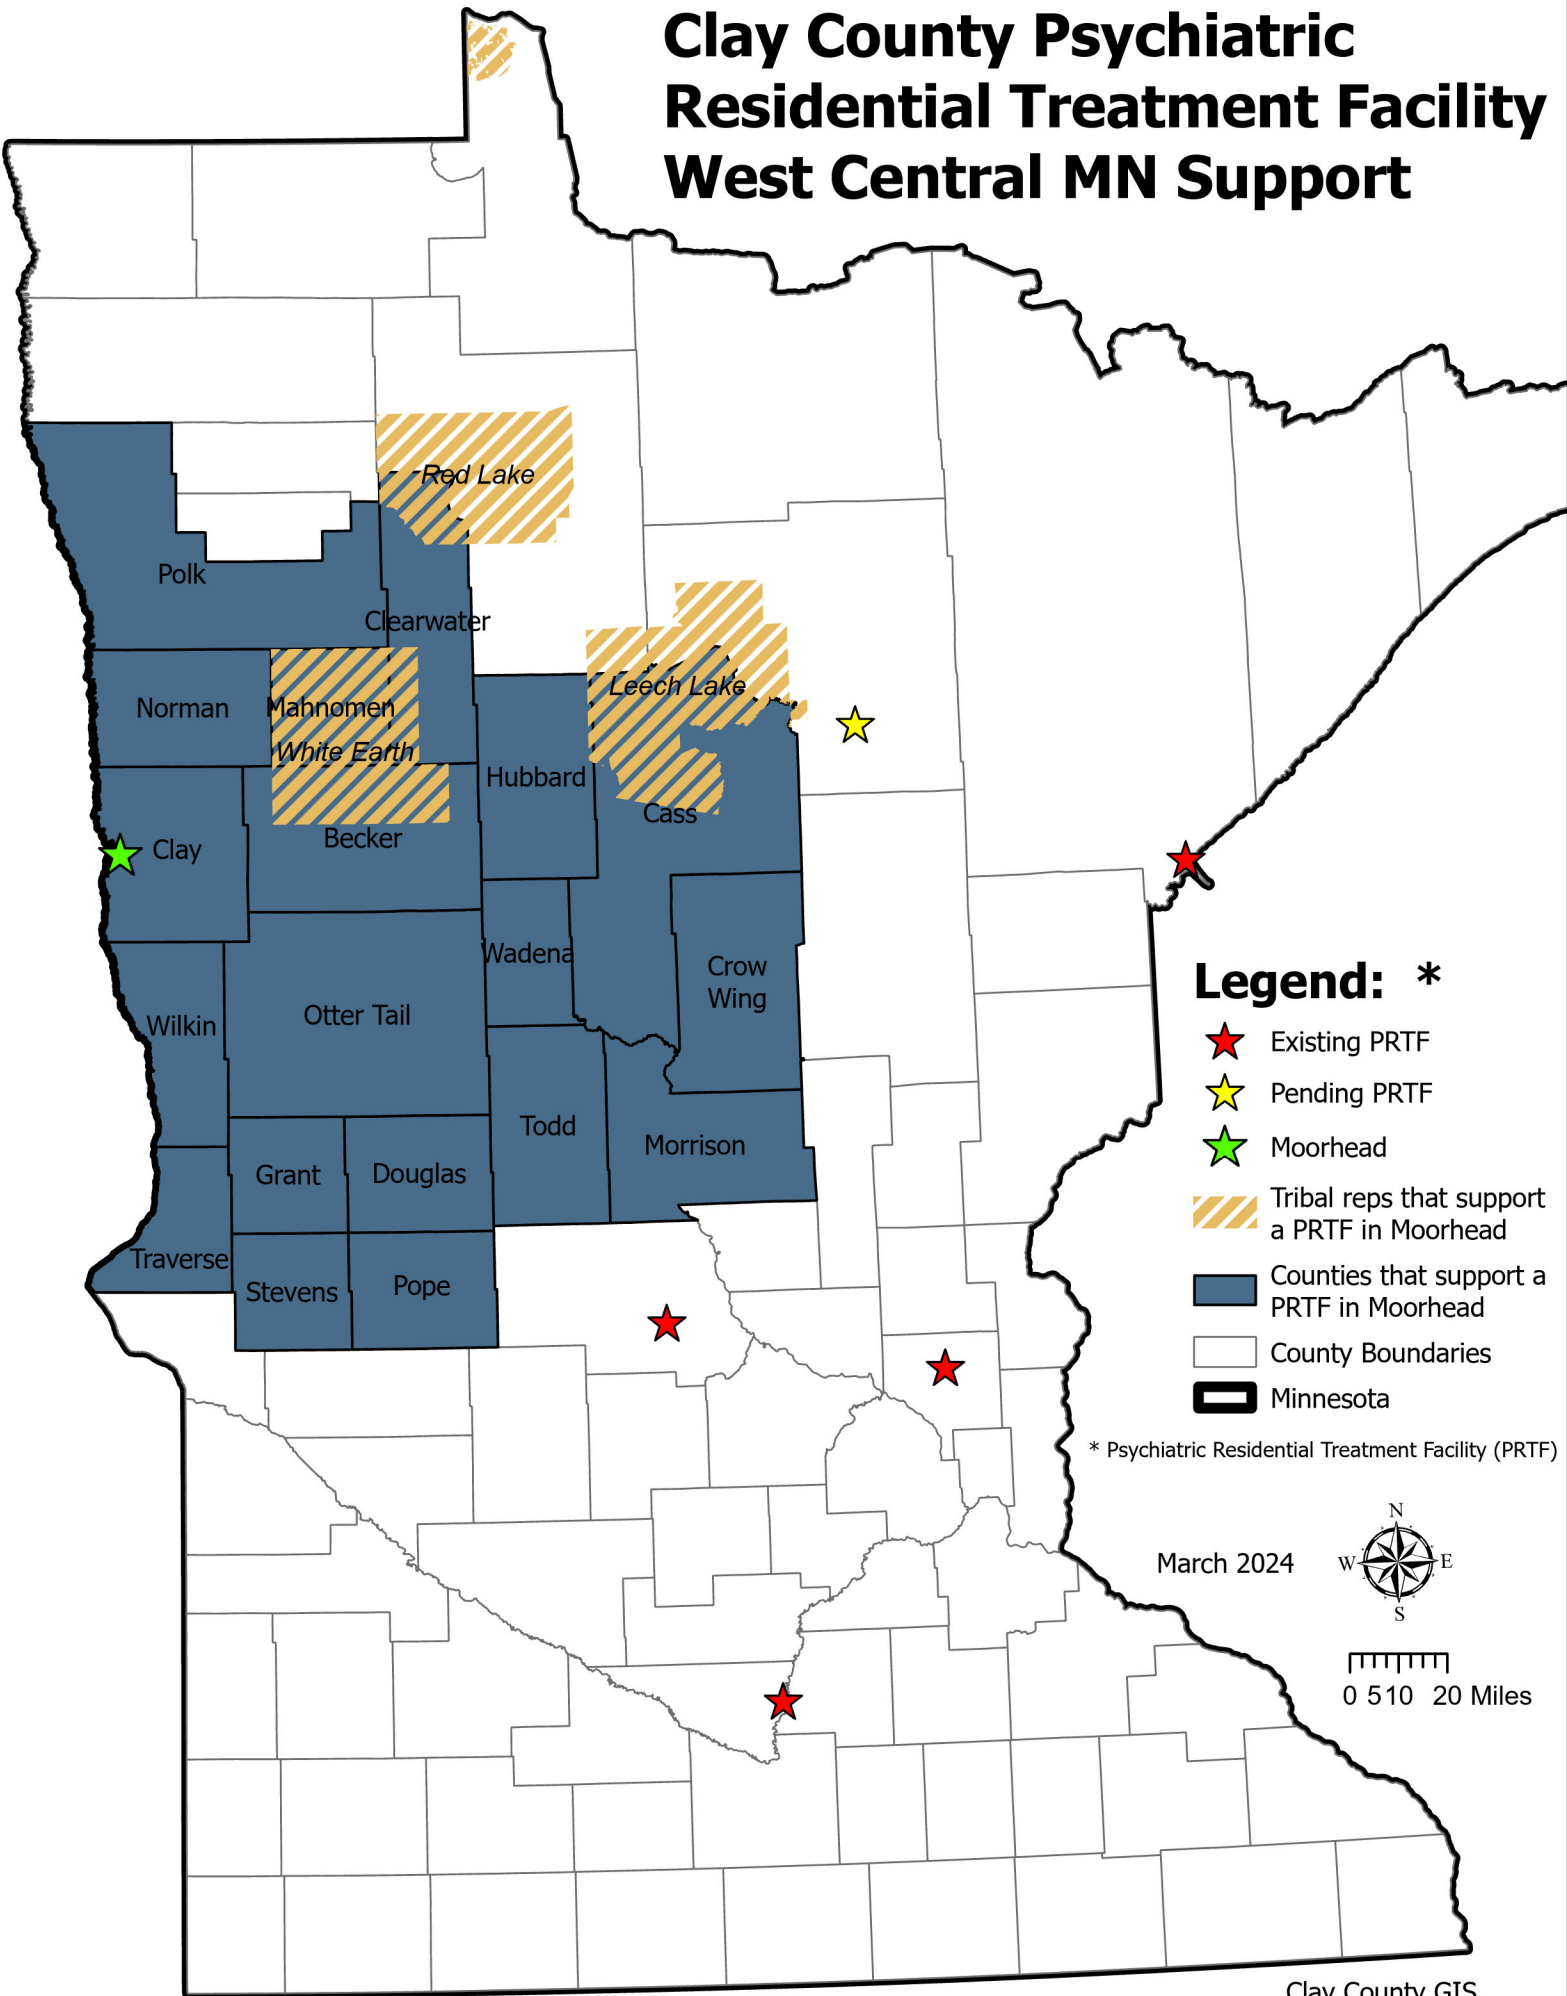 Clay County Psychiatric
Residential Treatment Facility
West Central MN Support
Red Lake
Polk
Clearwater
Leech Lake
Norman
Mahnomen
White Earth
Hubbard
Cass
Becker
Clay
Wadena
Crow
Wing
Otter Tail
Wilkin
Todd
Morrison
Grant
Douglas
Traverse
Stevens
Pope
Legend: *
Existing PRTF
Pending PRTF
Moorhead
Tribal reps that support
a PRTF in Moorhead
Counties that support a
PRTF in Moorhead
County Boundaries
Minnesota
* Psychiatric Residential Treatment Facility (PRTF)
March 2024
N
W E
S
0 5 10 20 Miles
Clay County GIS